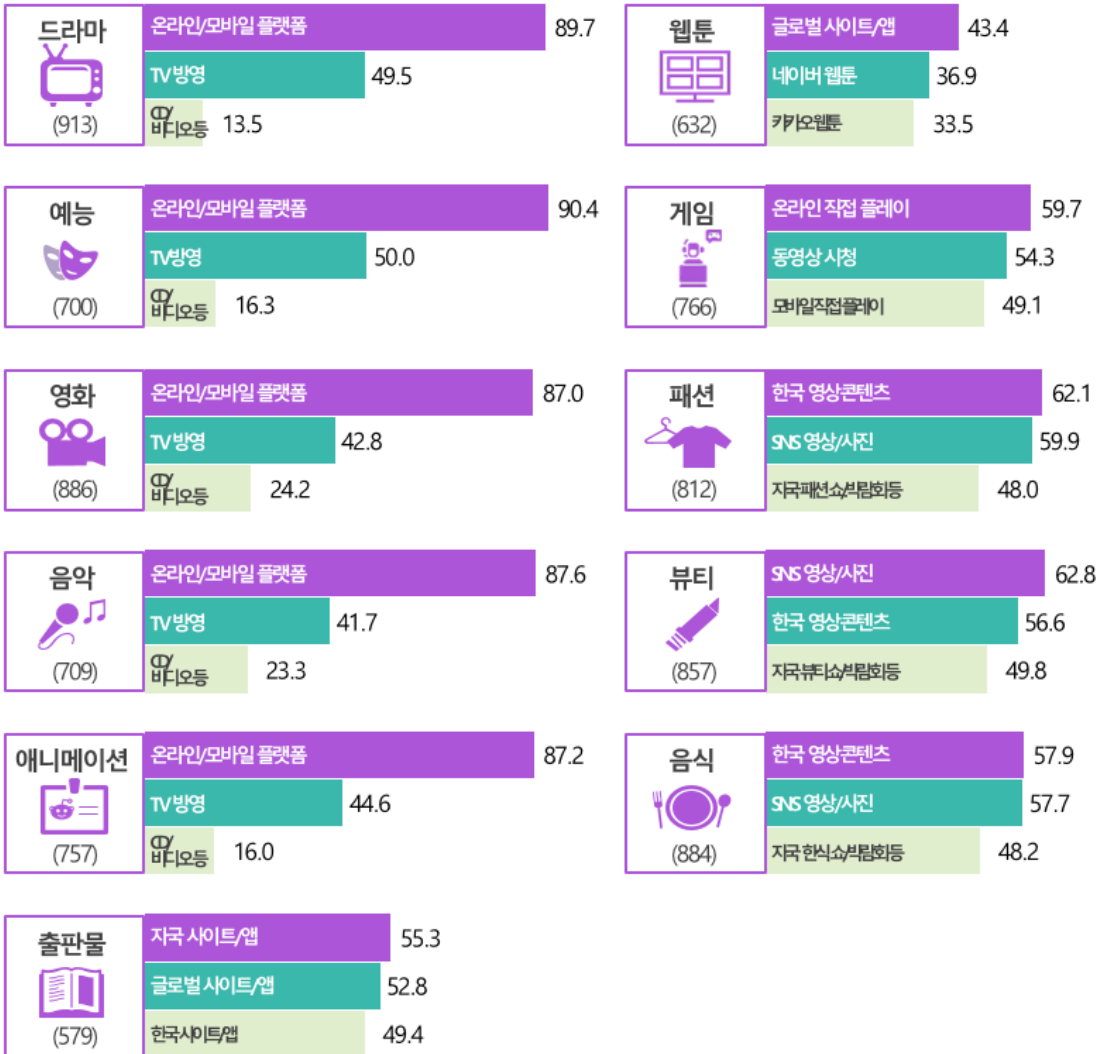 드라마
(913)
온라인/모바일 플랫폼 89.7
TV 방영 49.5
CD/
비디오등 13.5
예능
(700)
온라인/모바일 플랫폼 90.4
TV방영 50.0
CD/
비디오등 16.3
영화
(886)
온라인/모바일 플랫폼 87.0
TV 방영 42.8
CD/
비디오등 24.2
음악
(709)
온라인/모바일 플랫폼 87.6
TV 방영 41.7
CD/
비디오등 23.3
애니메이션
(757)
온라인/모바일 플랫폼 87.2
TV 방영 44.6
CD/
비디오등 16.0
출판물
(579)
자국 사이트/앱 55.3
글로벌 사이트/앱 52.8
한국사이트/앱 49.4
웹툰
(632)
글로벌 사이트/앱 43.4
네이버 웹툰 36.9
카카오웹툰 33.5
게임
(766)
온라인 직접 플레이 59.7
동영상 시청 54.3
모바일직접플레이 49.1
패션
(812)
한국 영상콘텐츠 62.1
SNS 영상/사진 59.9
자국패션쇼/박람회등 48.0
뷰티
(857)
SNS 영상/사진 62.8
한국 영상콘텐츠 56.6
자국뷰티쇼/박람회등 49.8
음식
(884)
한국 영상콘텐츠 57.9
SNS 영상/사진 57.7
자국 한식쇼/박람회등 48.2